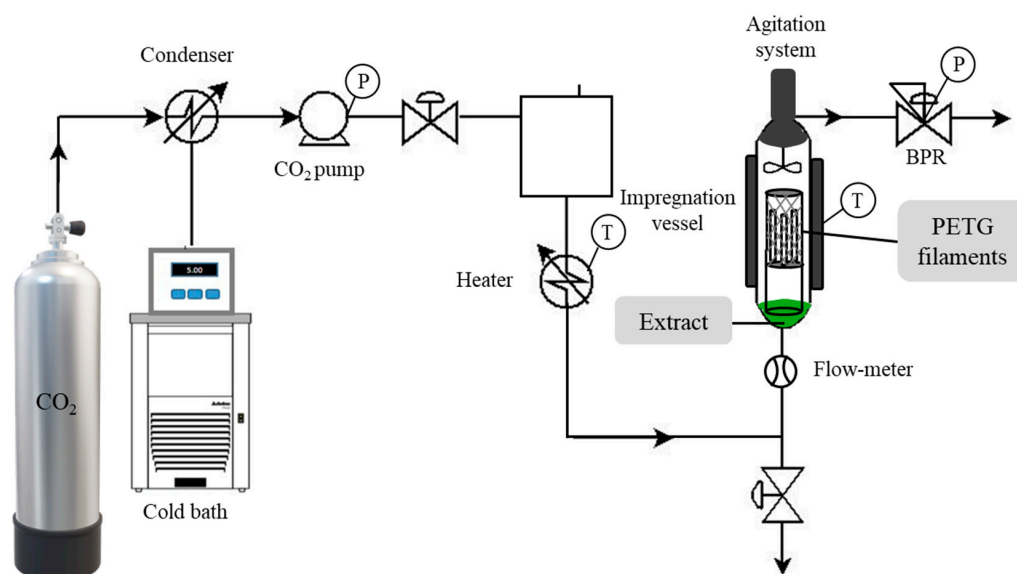 Agitation
system
Condenser
P
P
CO₂ pump
BPR
Impregnation
vessel
T
PETG
filaments
T
Heater
5.00
Extract
Flow-meter
CO₂
Cold bath